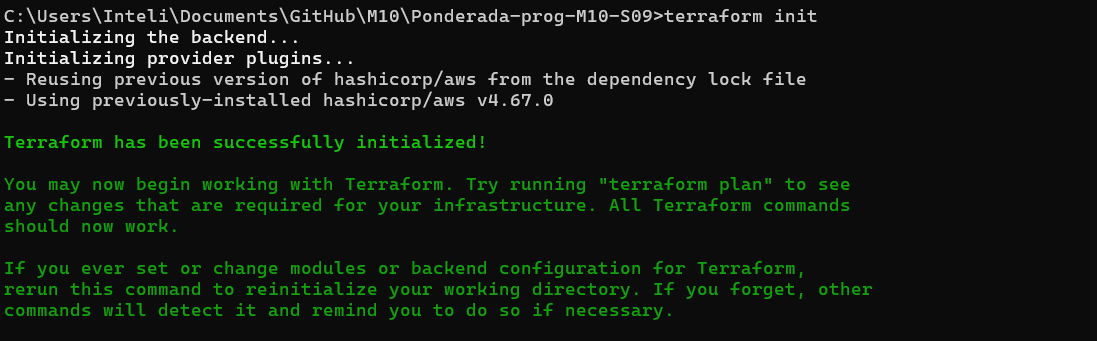 C:\Users\Inteli\Documents\GitHub\M10\Ponderada-prog-M10-S09>terraform init
Initializing the backend...
Initializing provider plugins...
- Reusing previous version of hashicorp/aws from the dependency lock file
- Using previously-installed hashicorp/aws v4.67.0
Terraform has been successfully initialized!
You may now begin working with Terraform. Try running "terraform plan" to see
any changes that are required for your infrastructure. All Terraform commands
should now work.
If you ever set or change modules or backend configuration for Terraform,
rerun this command to reinitialize your working directory. If you forget, other
commands will detect it and remind you to do so if necessary.